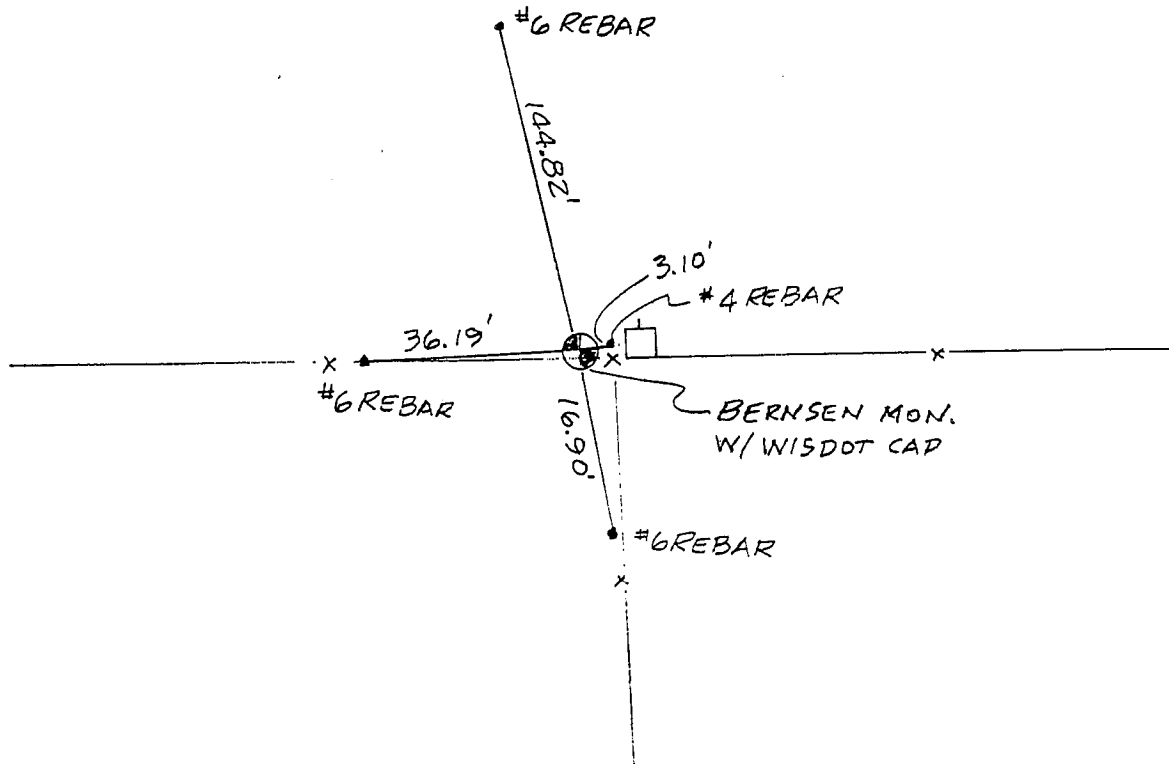 #6 REBAR
144.82'
3.10'
#4 REBAR
36.19'
#6 REBAR
BERNSEN MON.
W/ WISDOT CAP
16.90'
#6 REBAR